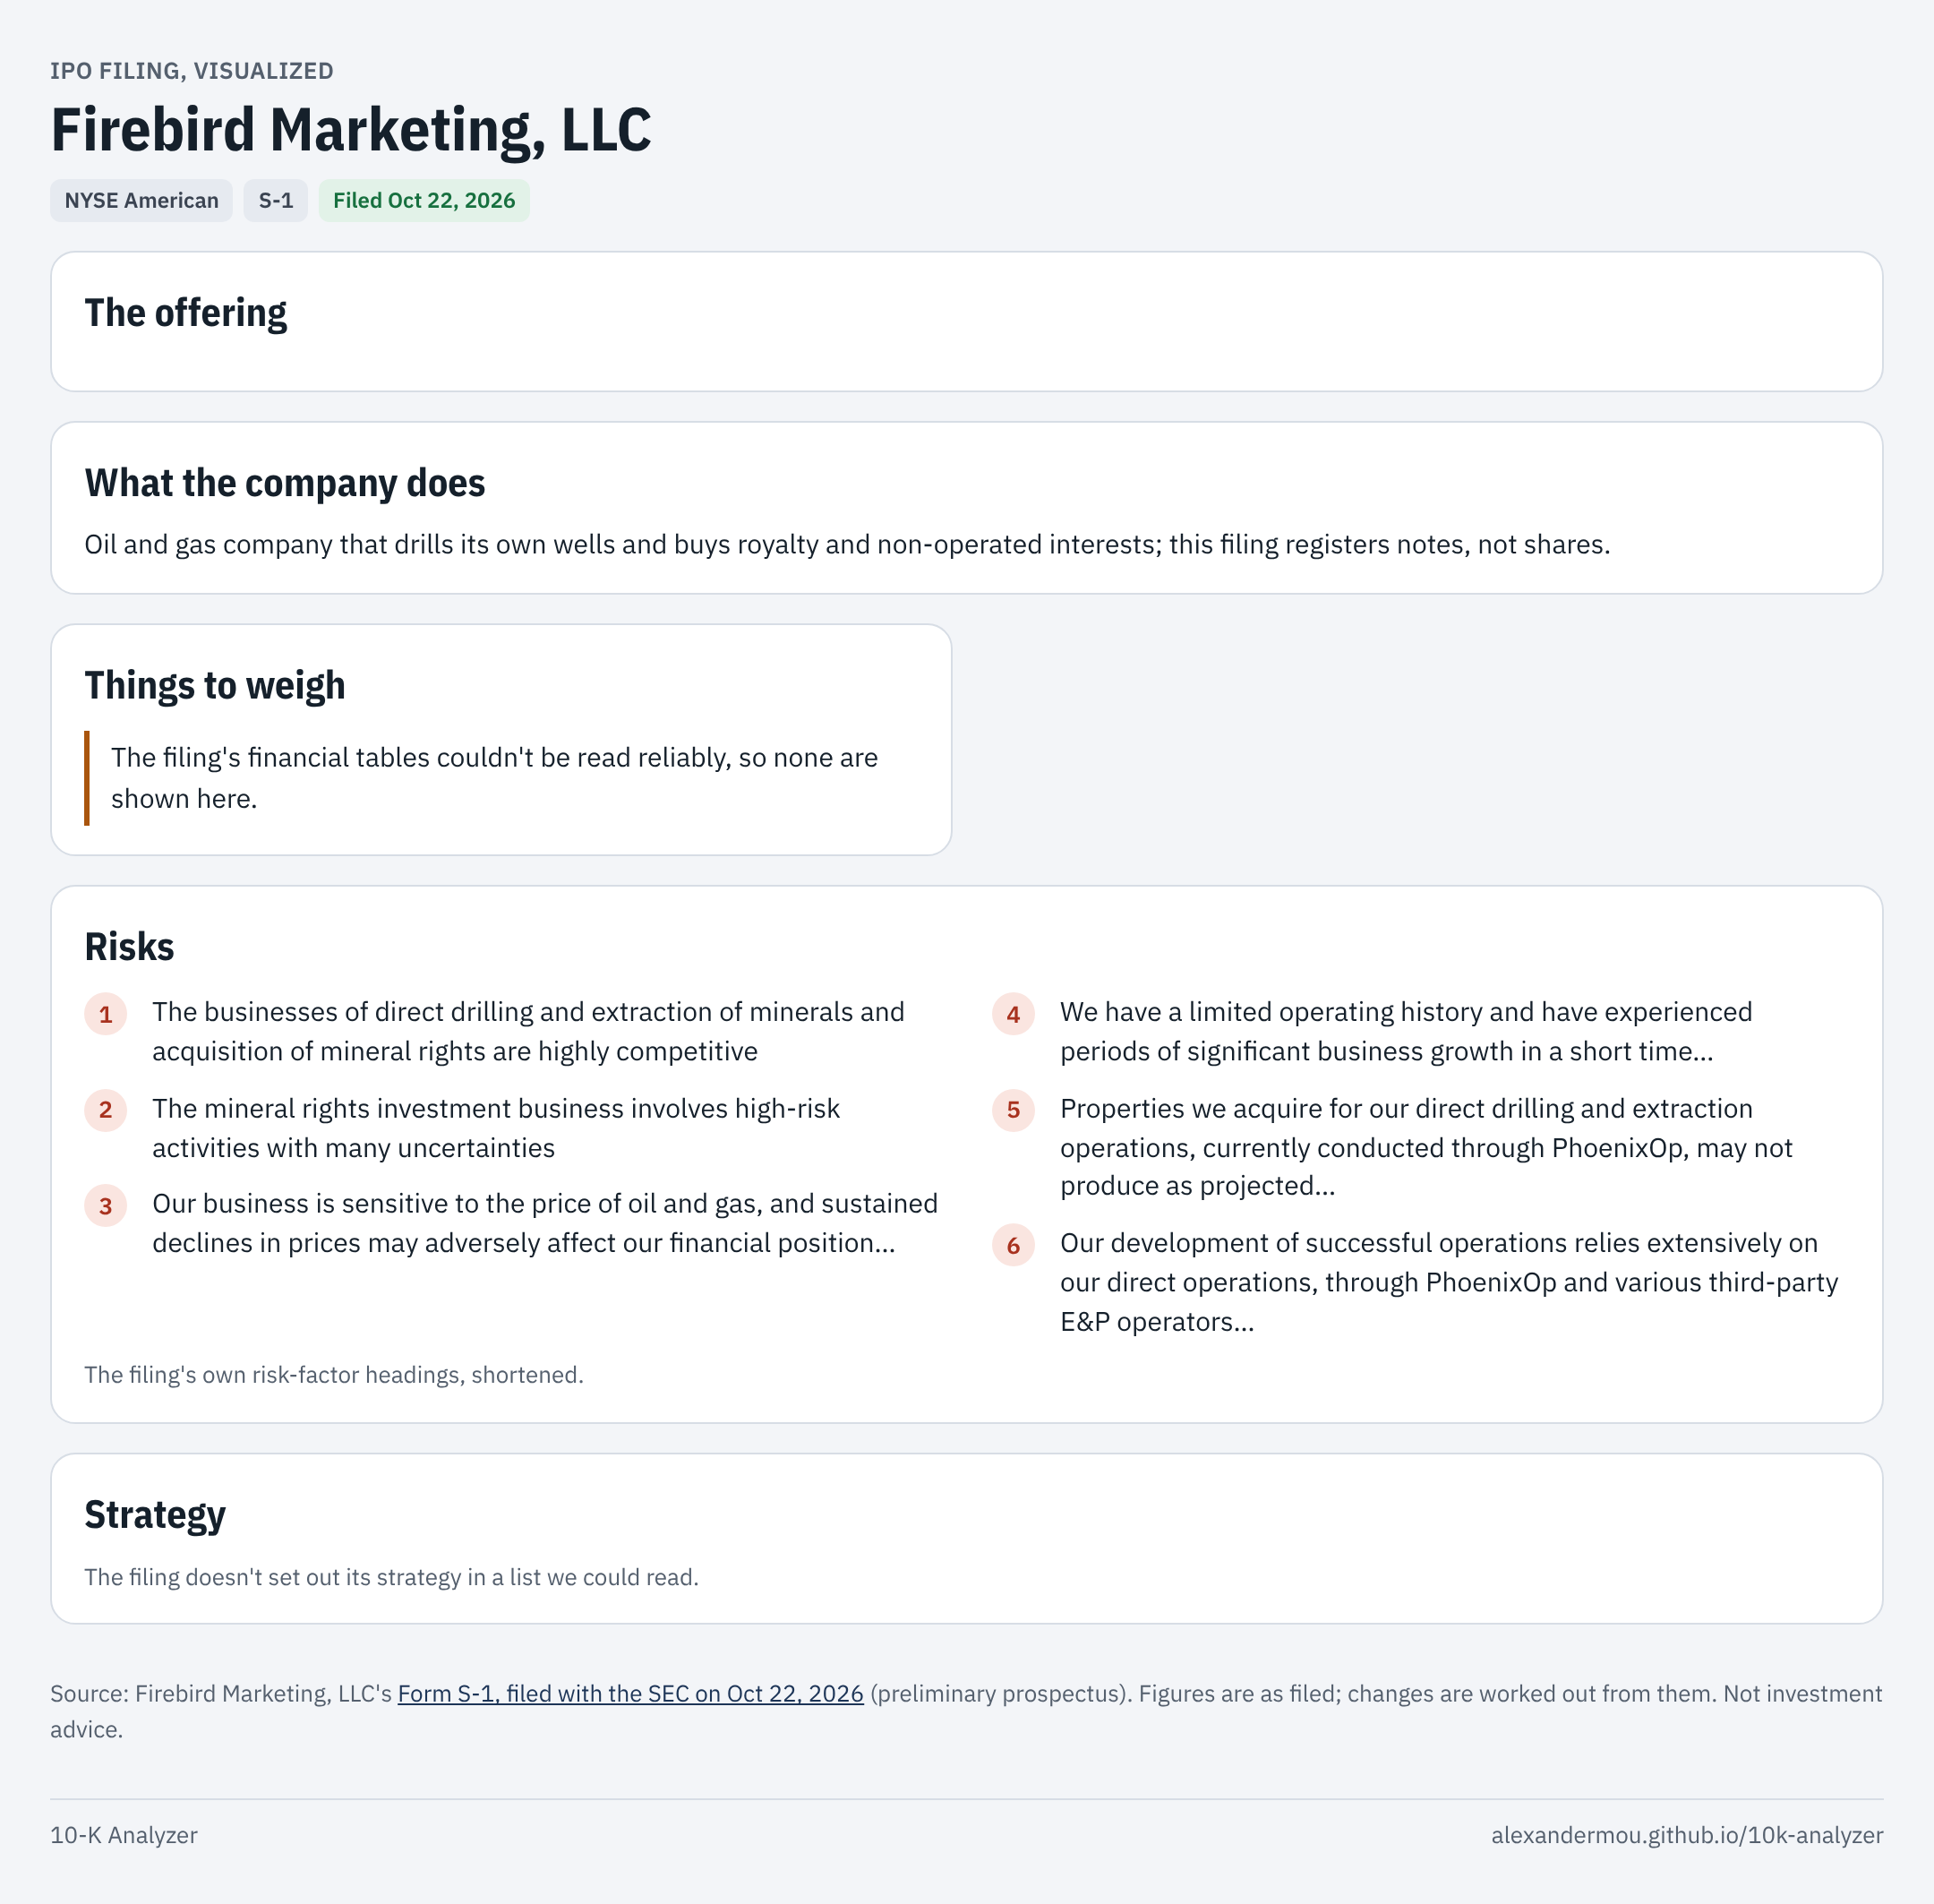 IPO FILING, VISUALIZED
Firebird Marketing, LLC
NYSE American
S-1
Filed Oct 22, 2026
The offering
What the company does
Oil and gas company that drills its own wells and buys royalty and non-operated interests; this filing registers notes, not shares.
Things to weigh
The filing's financial tables couldn't be read reliably, so none are
shown here.
Risks
1
The businesses of direct drilling and extraction of minerals and
acquisition of mineral rights are highly competitive
2
The mineral rights investment business involves high-risk
activities with many uncertainties
3
Our business is sensitive to the price of oil and gas, and sustained
declines in prices may adversely affect our financial position...
4
We have a limited operating history and have experienced
periods of significant business growth in a short time...
5
Properties we acquire for our direct drilling and extraction
operations, currently conducted through PhoenixOp, may not
produce as projected...
6
Our development of successful operations relies extensively on
our direct operations, through PhoenixOp and various third-party
E&P operators...
The filing's own risk-factor headings, shortened.
Strategy
The filing doesn't set out its strategy in a list we could read.
Source: Firebird Marketing, LLC's Form S-1, filed with the SEC on Oct 22, 2026 (preliminary prospectus). Figures are as filed; changes are worked out from them. Not investment
advice.
10-K Analyzer
alexandermou.github.io/10k-analyzer